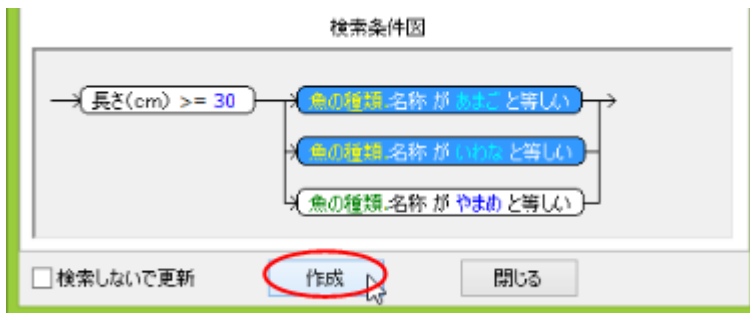 検索条件図
長さ(cm) >= 30
魚の種類.名称 が あまご と等しい
魚の種類.名称 が いわな と等しい
魚の種類.名称 が やまめ と等しい
検索しないで更新 作成 閉じる